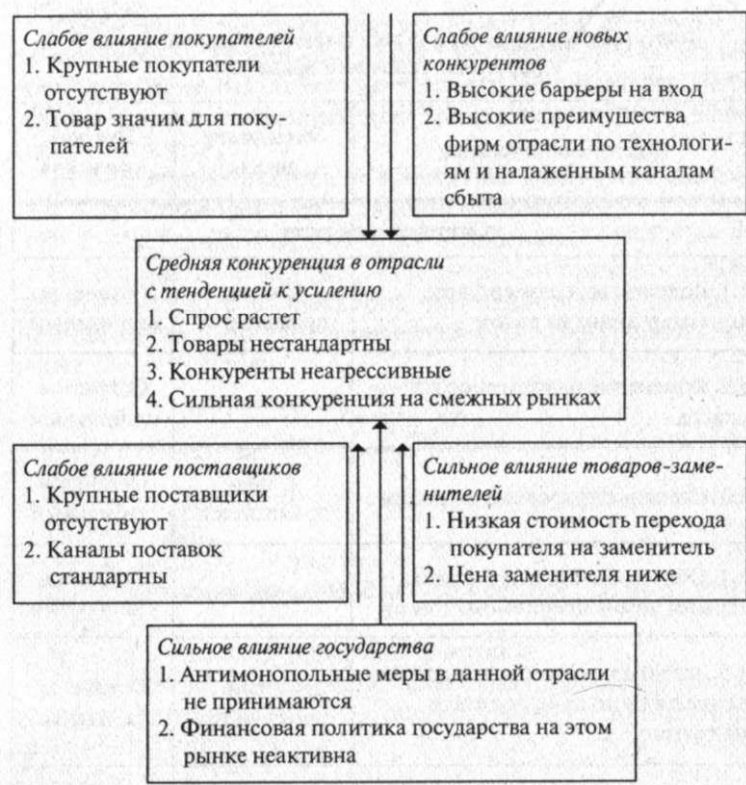 Слабое влияние покупателей
1. Крупные покупатели
отсутствуют
2. Товар значим для поку-
пателей
Слабое влияние новых
конкурентов
1. Высокие барьеры на вход
2. Высокие преимущества
фирм отрасли по технологи-
ям и налаженным каналам
сбыта
Средняя конкуренция в отрасли
с тенденцией к усилению
1. Спрос растет
2. Товары нестандартны
3. Конкуренты неагрессивные
4. Сильная конкуренция на смежных рынках
Слабое влияние поставщиков
1. Крупные поставщики
отсутствуют
2. Каналы поставок
стандартны
Сильное влияние товаров-заме-
нителей
1. Низкая стоимость перехода
покупателя на заменитель
2. Цена заменителя ниже
Сильное влияние государства
1. Антимонопольные меры в данной отрасли
не принимаются
2. Финансовая политика государства на этом
рынке неактивна